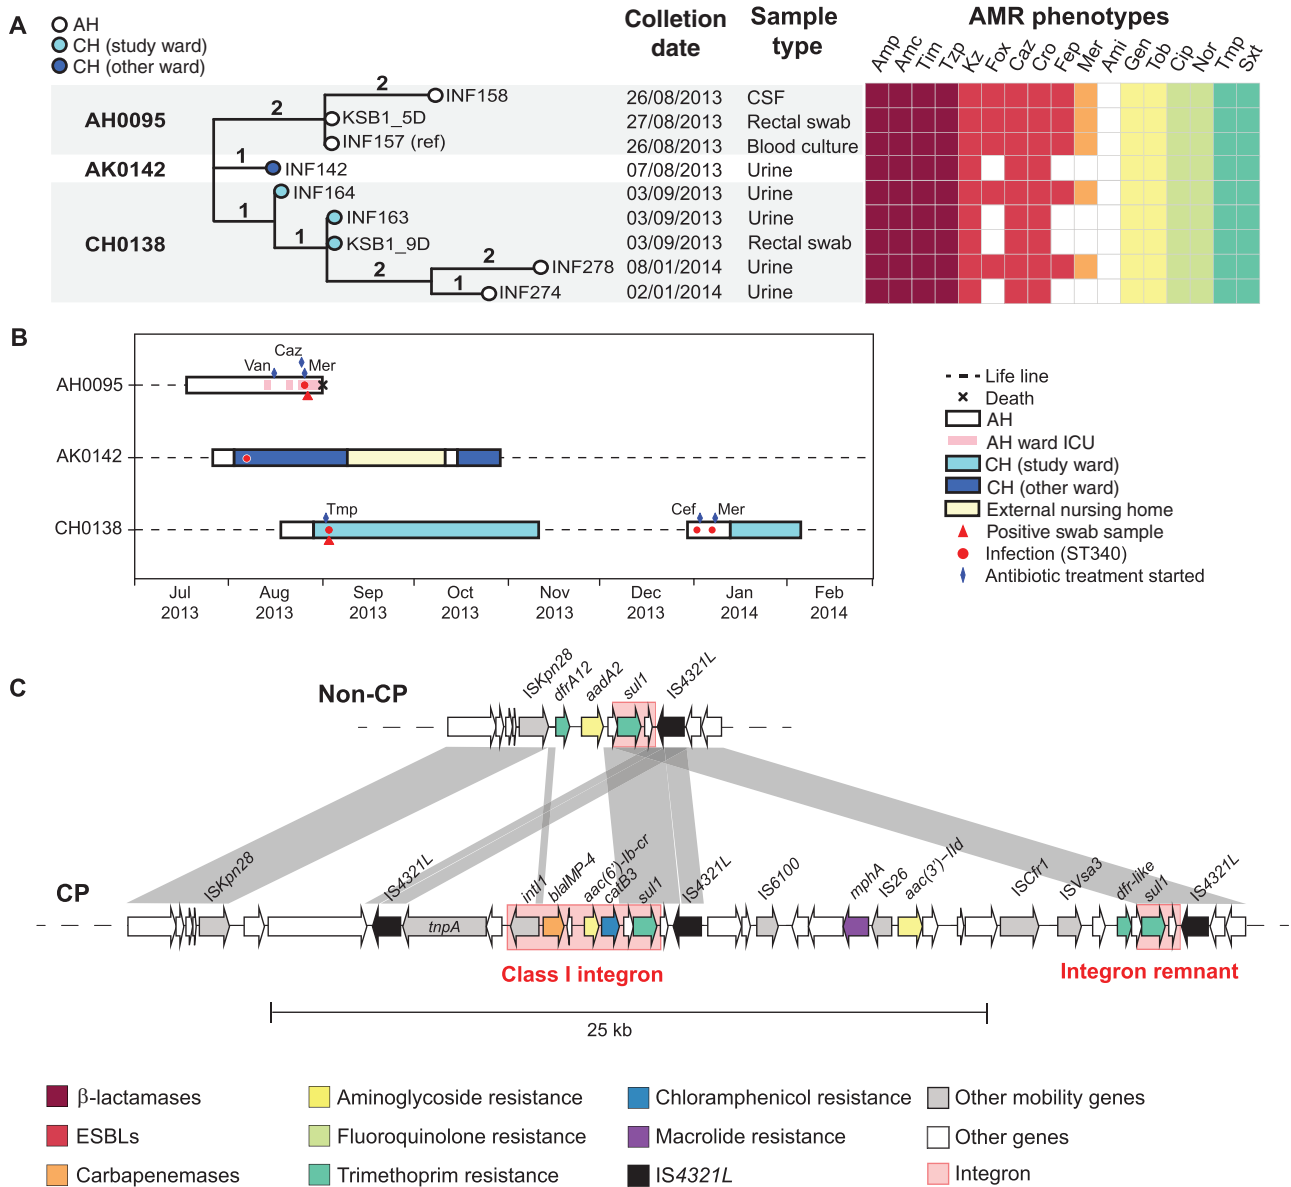 A
AH
CH (study ward)
CH (other ward)
Colletion date
Sample type
AMR phenotypes
Amp Amc Tim Tzp Kz Fox Caz Cro Fep Mer Ami Gen Tob Cip Nor Tmp Sxt
AH0095
2
2
INF158
26/08/2013
CSF
KSB1_5D
27/08/2013
Rectal swab
INF157 (ref)
26/08/2013
Blood culture
AK0142
1
INF142
07/08/2013
Urine
CH0138
1
INF164
03/09/2013
Urine
1
INF163
03/09/2013
Urine
KSB1_9D
03/09/2013
Rectal swab
2
2
INF278
08/01/2014
Urine
1
INF274
02/01/2014
Urine
B
AH0095
Van
Caz
Mer
AK0142
CH0138
Tmp
Cef
Mer
Jul 2013
Aug 2013
Sep 2013
Oct 2013
Nov 2013
Dec 2013
Jan 2014
Feb 2014
Life line
Death
AH
AH ward ICU
CH (study ward)
CH (other ward)
External nursing home
Positive swab sample
Infection (ST340)
Antibiotic treatment started
C
Non-CP
ISKpn28
dfrA12
aadA2
sul1
IS4321L
CP
ISKpn28
IS4321L
tnpA
intI1
blaIMP-4
aac(6')-Ib-cr
catB3
sul1
IS4321L
IS6100
mphA
IS26
aac(3')–IId
ISCfr1
ISVsa3
dfr-like
sul1
IS4321L
Class I integron
Integron remnant
25 kb
β-lactamases
ESBLs
Carbapenemases
Aminoglycoside resistance
Fluoroquinolone resistance
Trimethoprim resistance
Chloramphenicol resistance
Macrolide resistance
IS4321L
Other mobility genes
Other genes
Integron